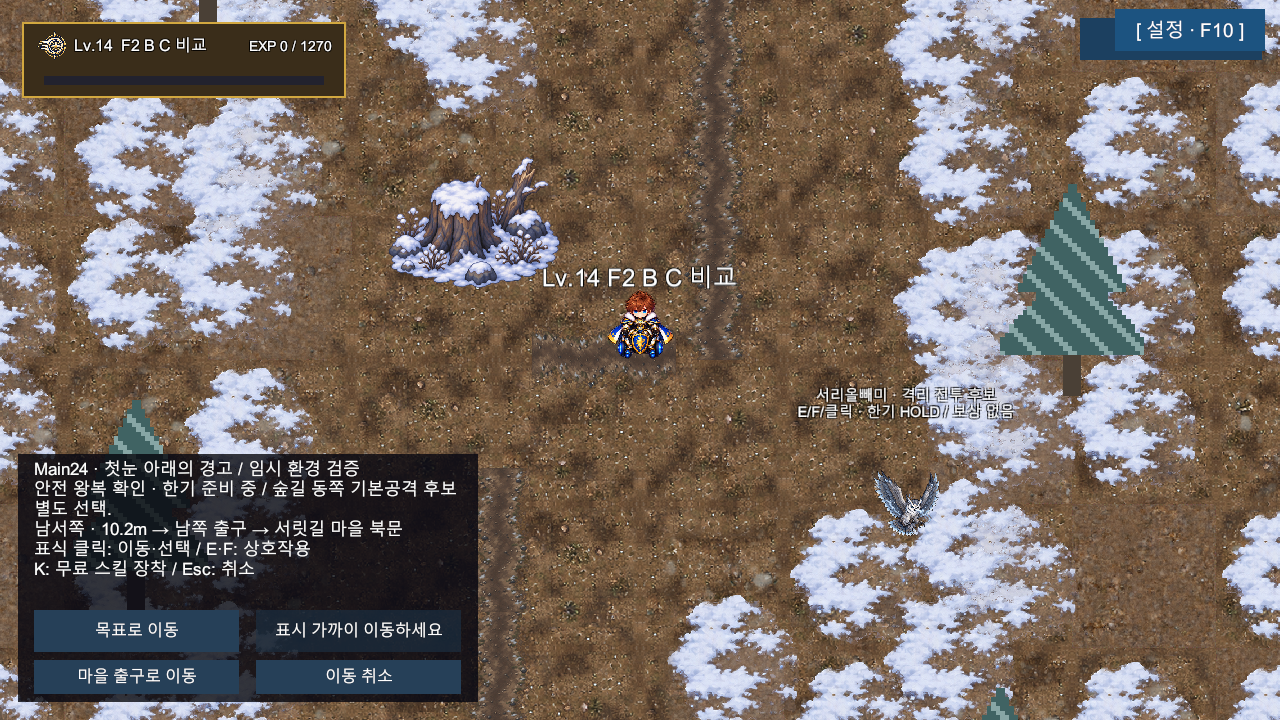 Lv.14 F2 B C 비교
EXP 0 / 1270
[ 설정 · F10 ]
Lv.14 F2 B C 비교
서리올빼미 · 격리 전투 후보
E/F/클릭 · 한기 HOLD / 보상 없음
Main24 · 첫눈 아래의 경고 / 임시 환경 검증
안전 왕복 확인 · 한기 준비 중 / 숲길 동쪽 기본공격 후보
별도 선택.
남서쪽 · 10.2m → 남쪽 출구 → 서릿길 마을 북문
표식 클릭: 이동·선택 / E·F: 상호작용
K: 무료 스킬 장착 / Esc: 취소
목표로 이동
표시 가까이 이동하세요
마을 출구로 이동
이동 취소